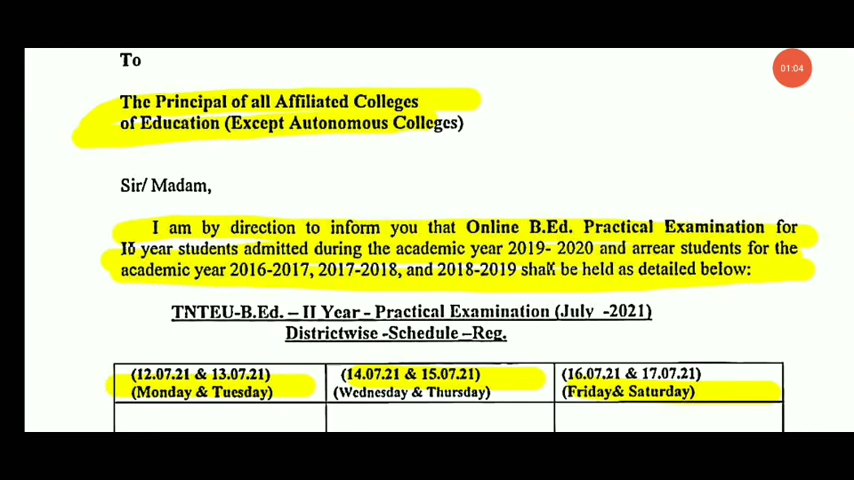 To
01:04
The Principal of all Affiliated Colleges
of Education (Except Autonomous Colleges)
Sir/ Madam,
I am by direction to inform you that Online B.Ed. Practical Examination for
year students admitted during the academic year 2019- 2020 and arrear students for the
academic year 2016-2017, 2017-2018, and 2018-2019 shall be held as detailed below:
TNTEU-B.Ed. – II Year - Practical Examination (July -2021)
Districtwise -Schedule –Reg.
(12.07.21 & 13.07.21) (14.07.21 & 15.07.21) (16.07.21 & 17.07.21)
(Monday & Tuesday) (Wednesday & Thursday) (Friday& Saturday)